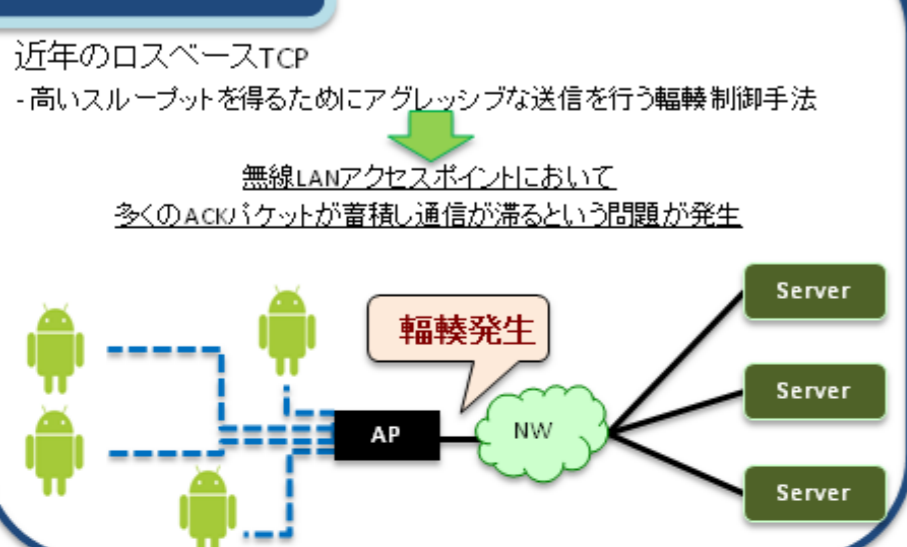 近年のロスベースTCP
- 高いスループットを得るためにアグレッシブな送信を行う輻輳制御手法
無線LANアクセスポイントにおいて
多くのACKパケットが蓄積し通信が滞るという問題が発生
輻輳発生
Server
Server
AP
NW
Server